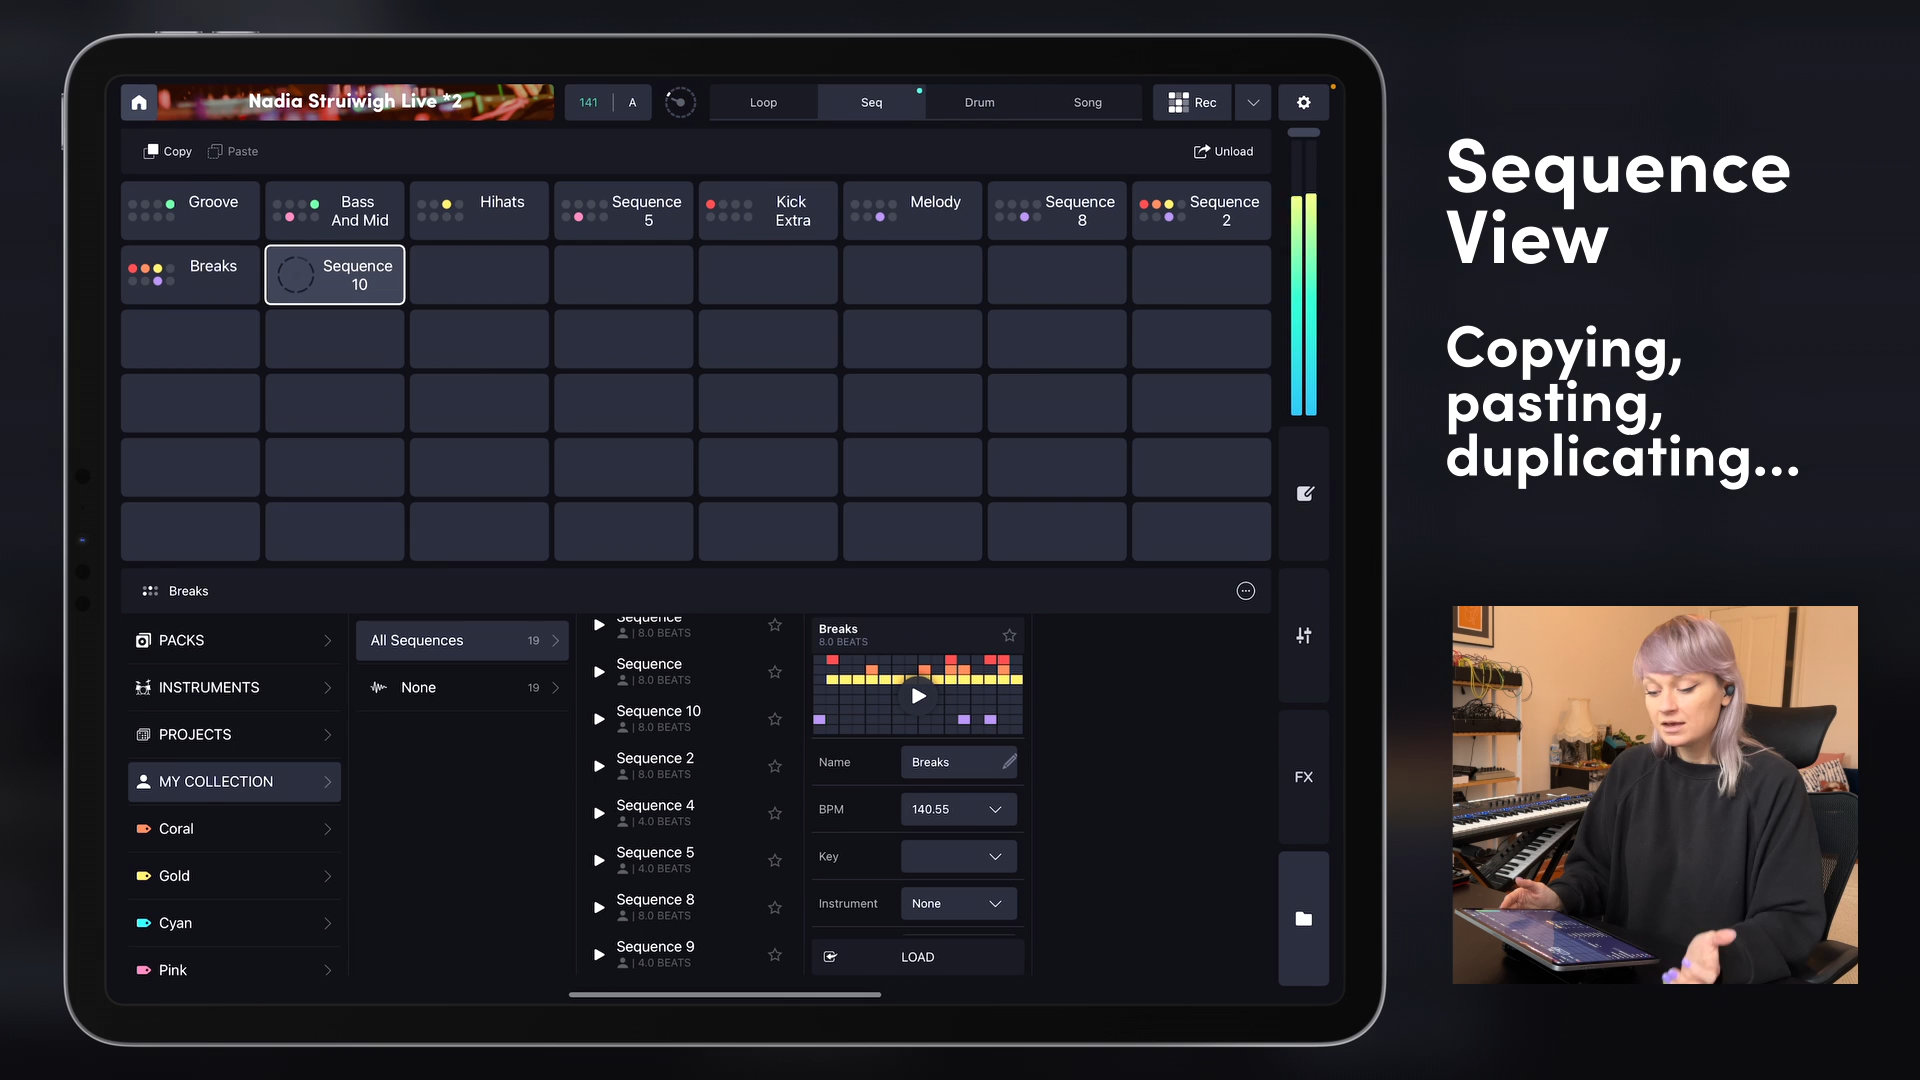 Nadia Struiwigh Live *2
141
A
Loop
Seq
Drum
Song
Rec
Copy
Paste
Unload
Groove
Bass
And Mid
Hihats
Sequence
5
Kick
Extra
Melody
Sequence
8
Sequence
2
Breaks
Sequence
10
Breaks
PACKS
INSTRUMENTS
PROJECTS
MY COLLECTION
Coral
Gold
Cyan
Pink
All Sequences 19
None 19
Sequence
8.0 BEATS
Sequence
8.0 BEATS
Sequence 10
8.0 BEATS
Sequence 2
8.0 BEATS
Sequence 4
4.0 BEATS
Sequence 5
4.0 BEATS
Sequence 8
8.0 BEATS
Sequence 9
4.0 BEATS
Breaks
8.0 BEATS
Name Breaks
BPM 140.55
Key
Instrument None
LOAD
FX
Sequence
View
Copying,
pasting,
duplicating...